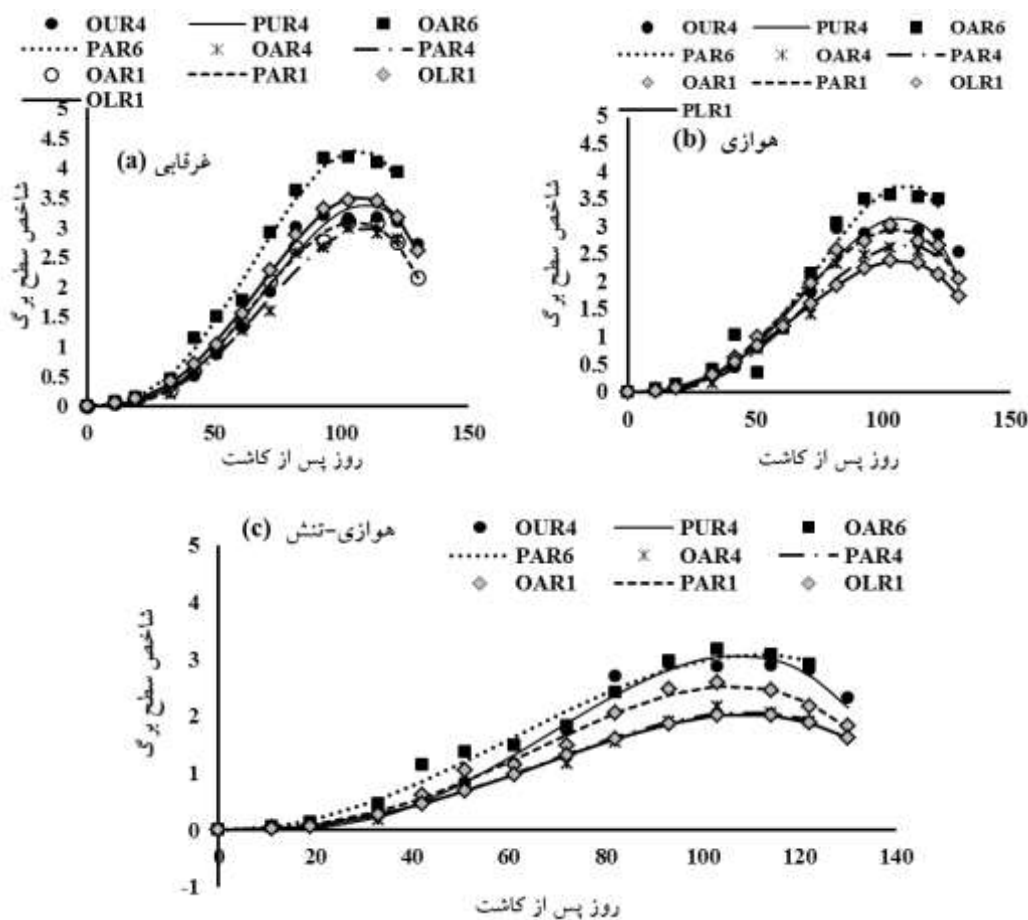 OUR4 PUR4 OAR6
PAR6 OAR4 PAR4
OAR1 PAR1 OLR1
OLR1
5
4.5
4
3.5
3
2.5
2
1.5
1
0.5
0
(a) غرقابی
شاخص سطح برگ
0 50 100 150
روز پس از کاشت
OUR4 PUR4 OAR6
PAR6 OAR4 PAR4
OAR1 PAR1 OLR1
PLR1
5
4.5
4
3.5
3
2.5
2
1.5
1
0.5
0
(b) هوازی
شاخص سطح برگ
0 50 100 150
روز پس از کاشت
(c) هوازی-تنش
OUR4 PUR4 OAR6
PAR6 OAR4 PAR4
OAR1 PAR1 OLR1
5
4
3
2
1
0
-1
شاخص سطح برگ
0 20 40 60 80 100 120 140
روز پس از کاشت